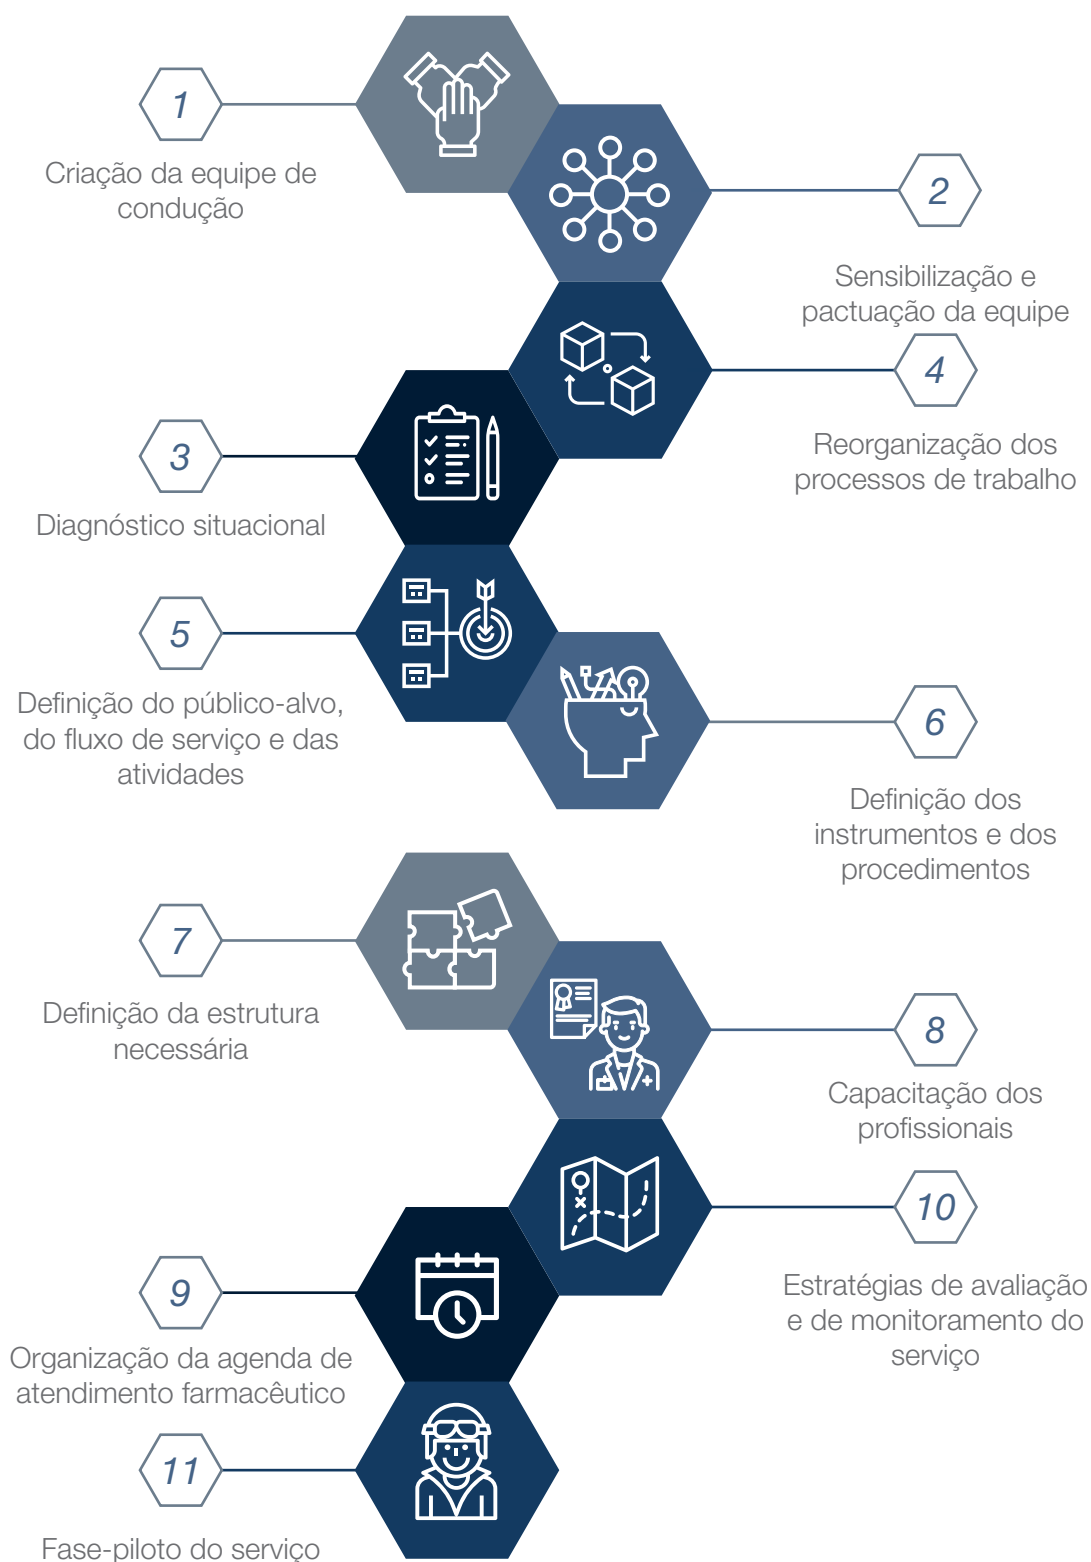 1
Criação da equipe de
condução
2
Sensibilização e
pactuação da equipe
3
Diagnóstico situacional
4
Reorganização dos
processos de trabalho
5
Definição do público-alvo,
do fluxo de serviço e das
atividades
6
Definição dos
instrumentos e dos
procedimentos
7
Definição da estrutura
necessária
8
Capacitação dos
profissionais
9
Organização da agenda de
atendimento farmacêutico
10
Estratégias de avaliação
e de monitoramento do
serviço
11
Fase-piloto do serviço